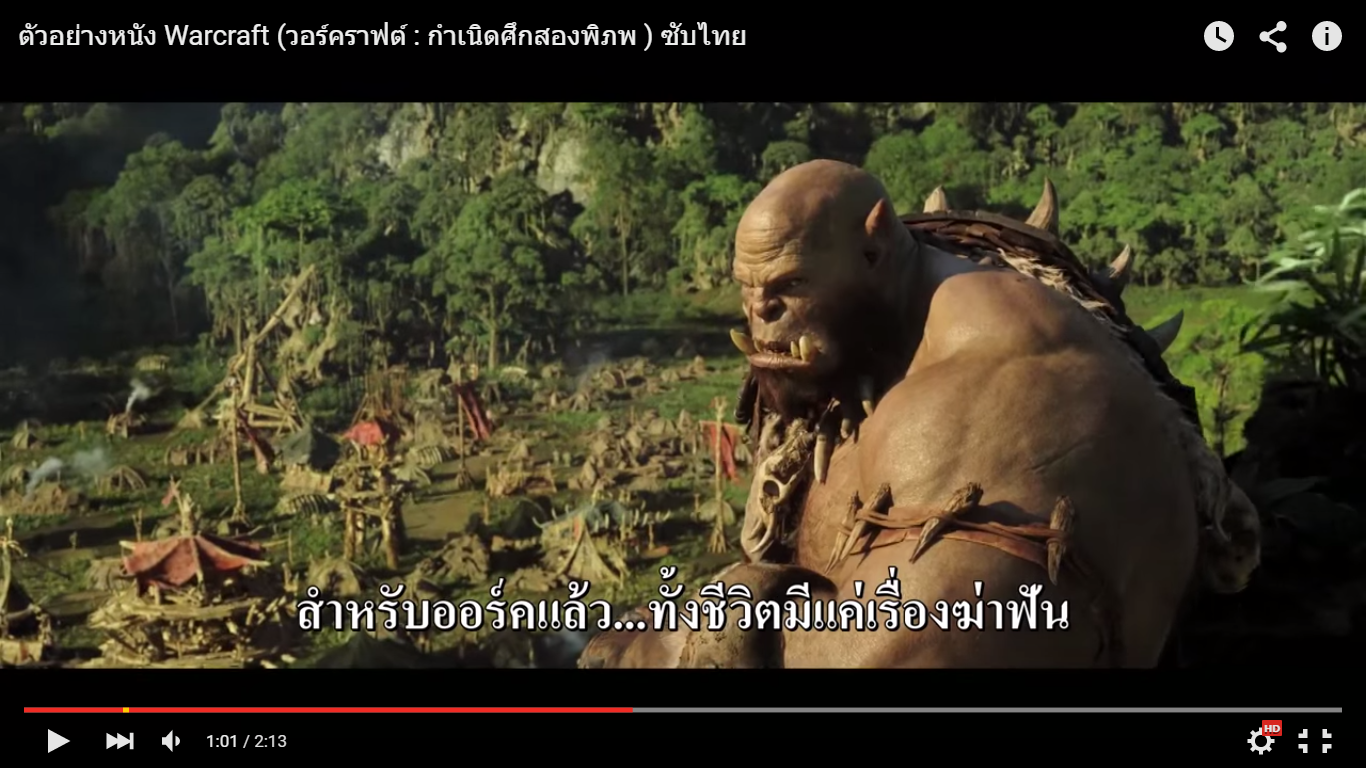 ตัวอย่างหนัง Warcraft (วอร์คราฟต์ : กำเนิดศึกสองพิภพ ) ซับไทย
สำหรับออร์คแล้ว...ทั้งชีวิตมีแค่เรื่องฆ่าฟัน
1:01 / 2:13
HD